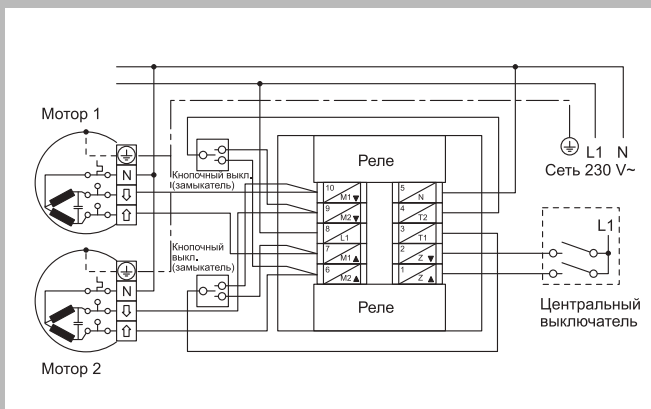 Мотор 1
N
Кнопочный выкл.
(замыкатель)
Кнопочный
выкл.
(замыкатель)
N
Мотор 2
Реле
10 M1▼
9 M2▼
8 L1
7 M1▲
6 M2▲
5 N
4 T2
3 T1
2 Z▼
1 Z▲
Реле
L1 N
Сеть 230 V~
L1
Центральный
выключатель